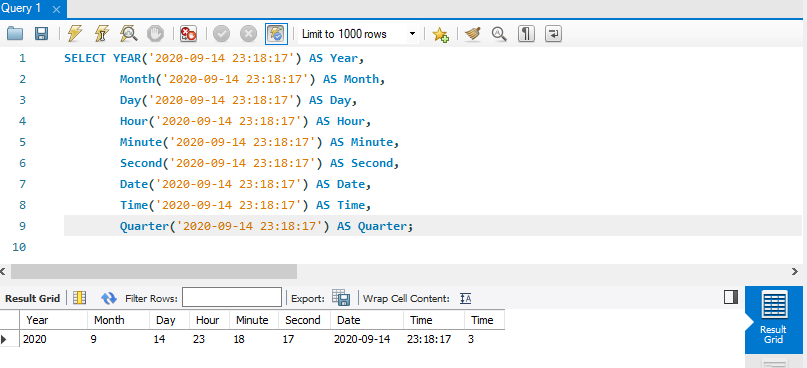 Query 1
Limit to 1000 rows
1 SELECT YEAR('2020-09-14 23:18:17') AS Year,
2 Month('2020-09-14 23:18:17') AS Month,
3 Day('2020-09-14 23:18:17') AS Day,
4 Hour('2020-09-14 23:18:17') AS Hour,
5 Minute('2020-09-14 23:18:17') AS Minute,
6 Second('2020-09-14 23:18:17') AS Second,
7 Date('2020-09-14 23:18:17') AS Date,
8 Time('2020-09-14 23:18:17') AS Time,
9 Quarter('2020-09-14 23:18:17') AS Quarter;
10
Result Grid Filter Rows: Export: Wrap Cell Content:
Year Month Day Hour Minute Second Date Time Time
2020 9 14 23 18 17 2020-09-14 23:18:17 3
Result
Grid